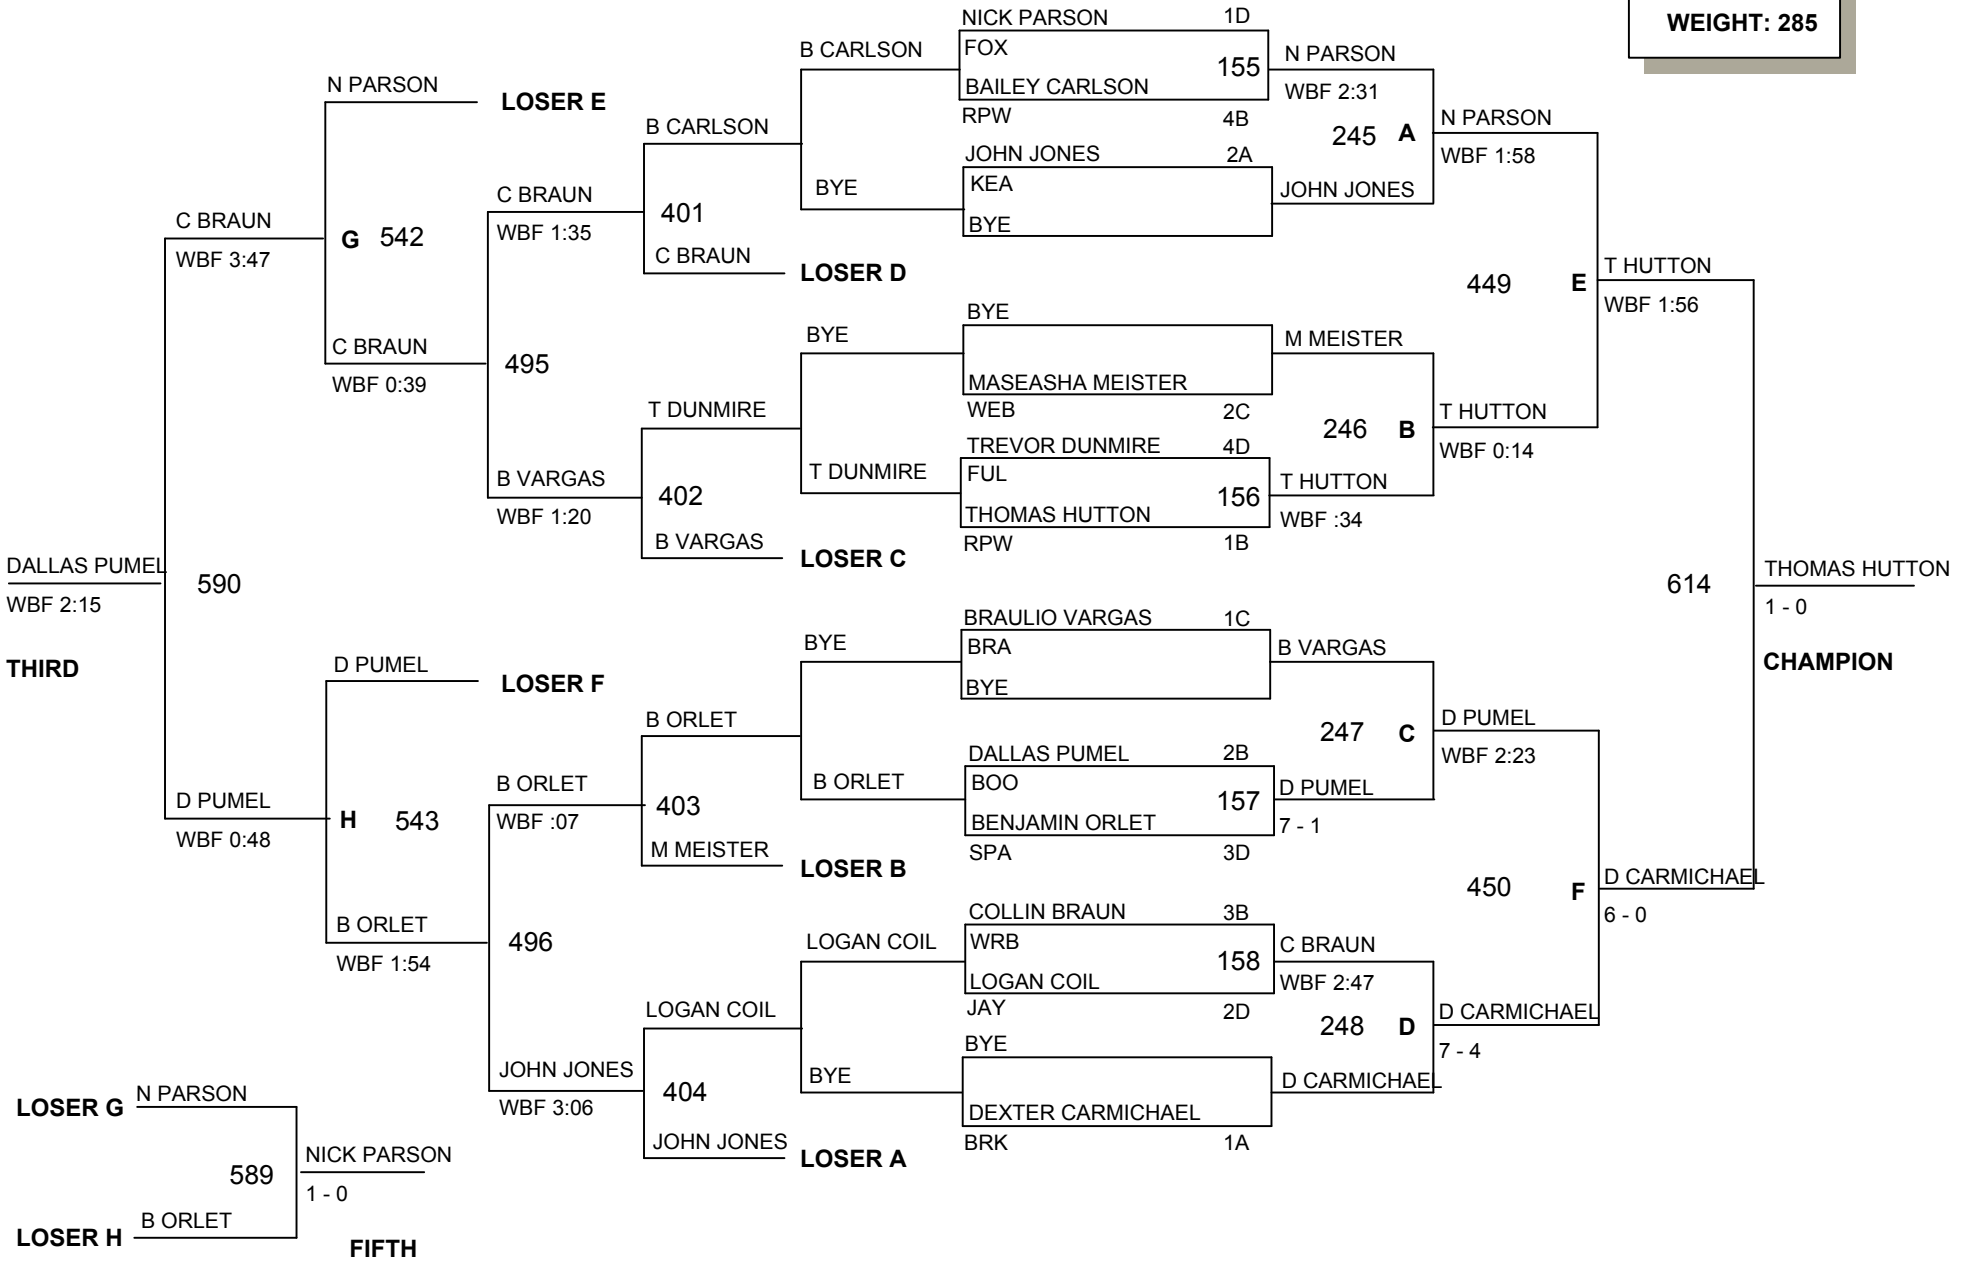 WEIGHT: 285
NICK PARSON 1D
FOX
155
BAILEY CARLSON
RPW 4B
JOHN JONES 2A
KEA
BYE
BYE
MASEASHA MEISTER
WEB 2C
TREVOR DUNMIRE 4D
FUL
156
THOMAS HUTTON
RPW 1B
BRAULIO VARGAS 1C
BRA
BYE
DALLAS PUMEL 2B
BOO
157
BENJAMIN ORLET
SPA 3D
COLLIN BRAUN 3B
WRB
158
LOGAN COIL
JAY 2D
BYE
DEXTER CARMICHAEL
BRK 1A
N PARSON
WBF 2:31
245 A
JOHN JONES
M MEISTER
246 B
T HUTTON
WBF :34
B VARGAS
247 C
D PUMEL
7 - 1
C BRAUN
WBF 2:47
248 D
D CARMICHAEL
N PARSON
WBF 1:58
449 E
T HUTTON
WBF 0:14
D PUMEL
WBF 2:23
450 F
D CARMICHAEL
7 - 4
T HUTTON
WBF 1:56
614
D CARMICHAEL
6 - 0
THOMAS HUTTON
1 - 0
CHAMPION
B CARLSON
BYE
BYE
T DUNMIRE
BYE
B ORLET
LOGAN COIL
BYE
B CARLSON
401
C BRAUN
LOSER D
T DUNMIRE
402
B VARGAS
LOSER C
B ORLET
403
M MEISTER
LOSER B
LOGAN COIL
404
JOHN JONES
LOSER A
C BRAUN
WBF 1:35
495
B VARGAS
WBF 1:20
B ORLET
WBF :07
496
JOHN JONES
WBF 3:06
N PARSON
LOSER E
G 542
C BRAUN
WBF 0:39
D PUMEL
LOSER F
H 543
B ORLET
WBF 1:54
C BRAUN
WBF 3:47
590
D PUMEL
WBF 0:48
DALLAS PUMEL
WBF 2:15
THIRD
LOSER G N PARSON
589
LOSER H B ORLET
NICK PARSON
1 - 0
FIFTH